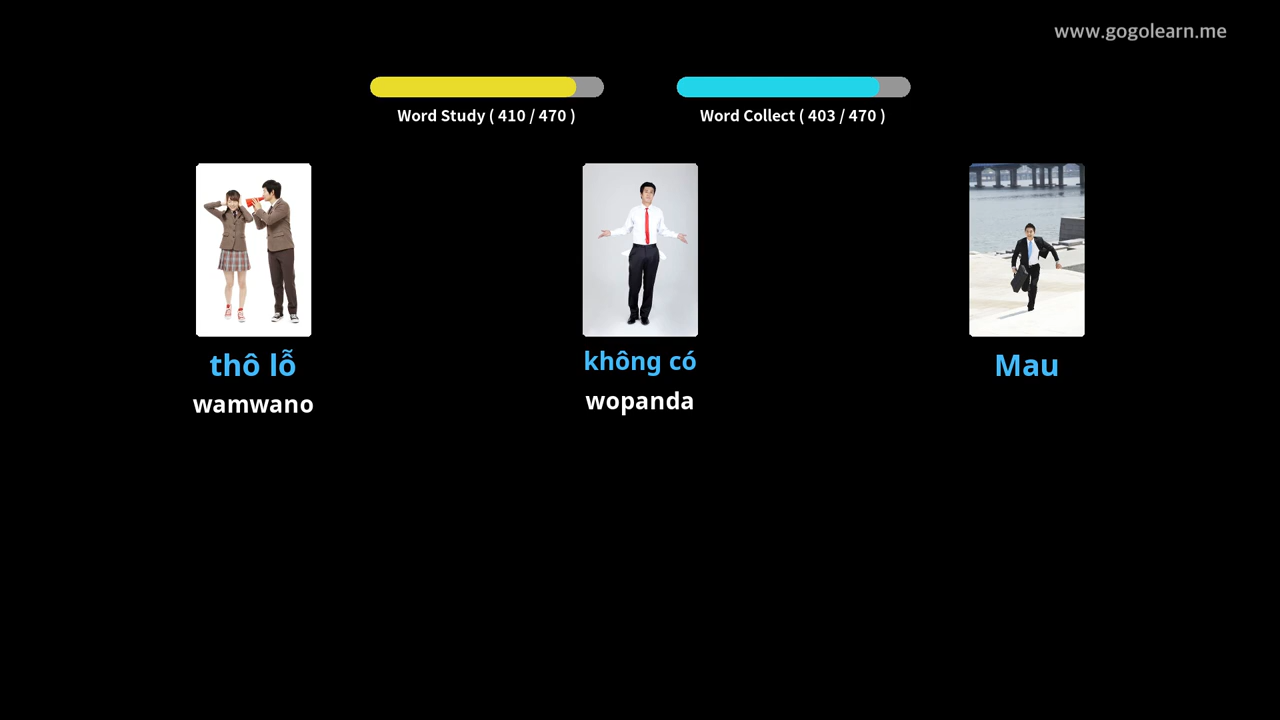 www.gogolearn.me
Word Study ( 410 / 470 )
Word Collect ( 403 / 470 )
thô lỗ
wamwano
không có
wopanda
Mau